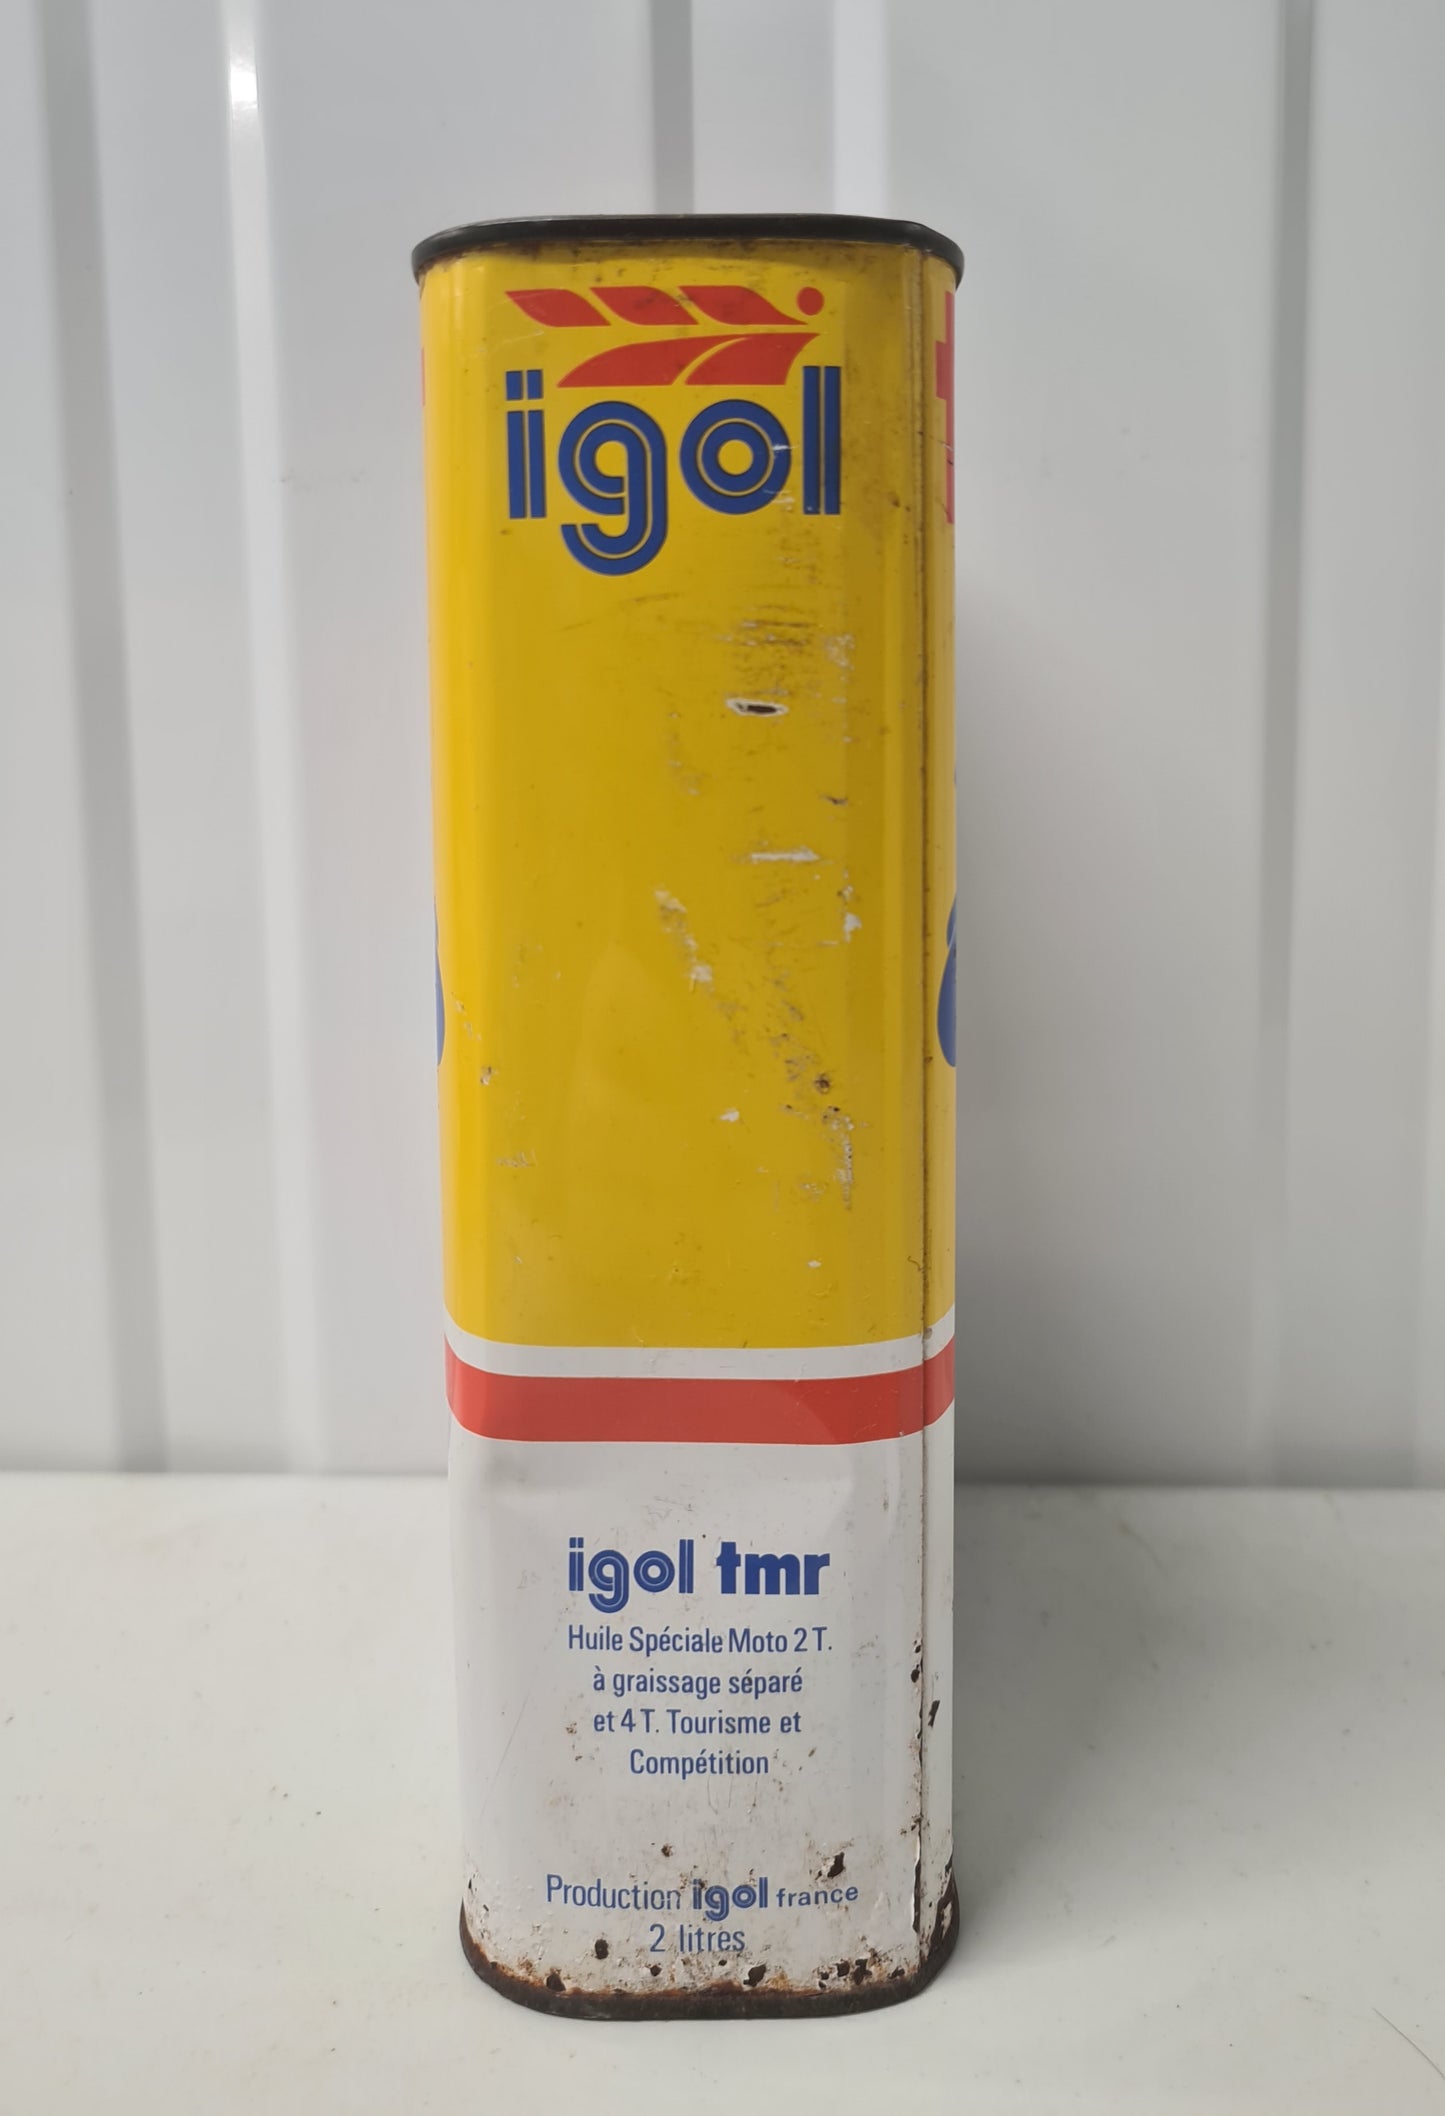 igol
igol tmr
Huile Spéciale Moto 2 T.
à graissage séparé
et 4 T. Tourisme et
Compétition
Production igol france
2 litres